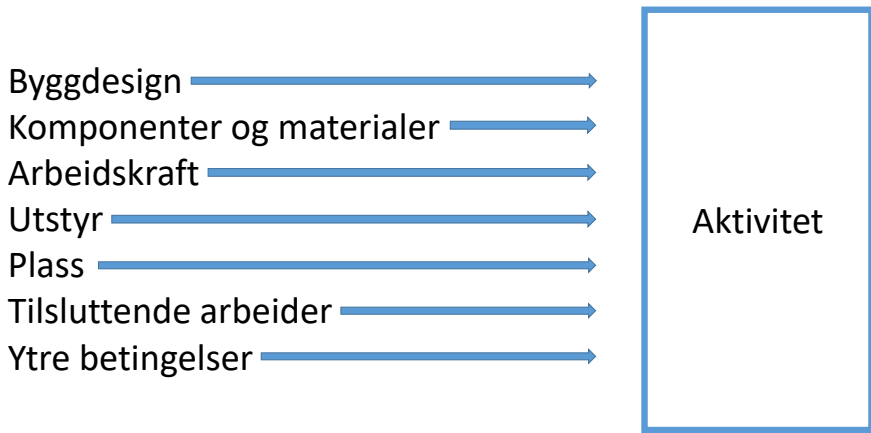 Byggdesign
Komponenter og materialer
Arbeidskraft
Utstyr
Aktivitet
Plass
Tilsluttende arbeider
Ytre betingelser